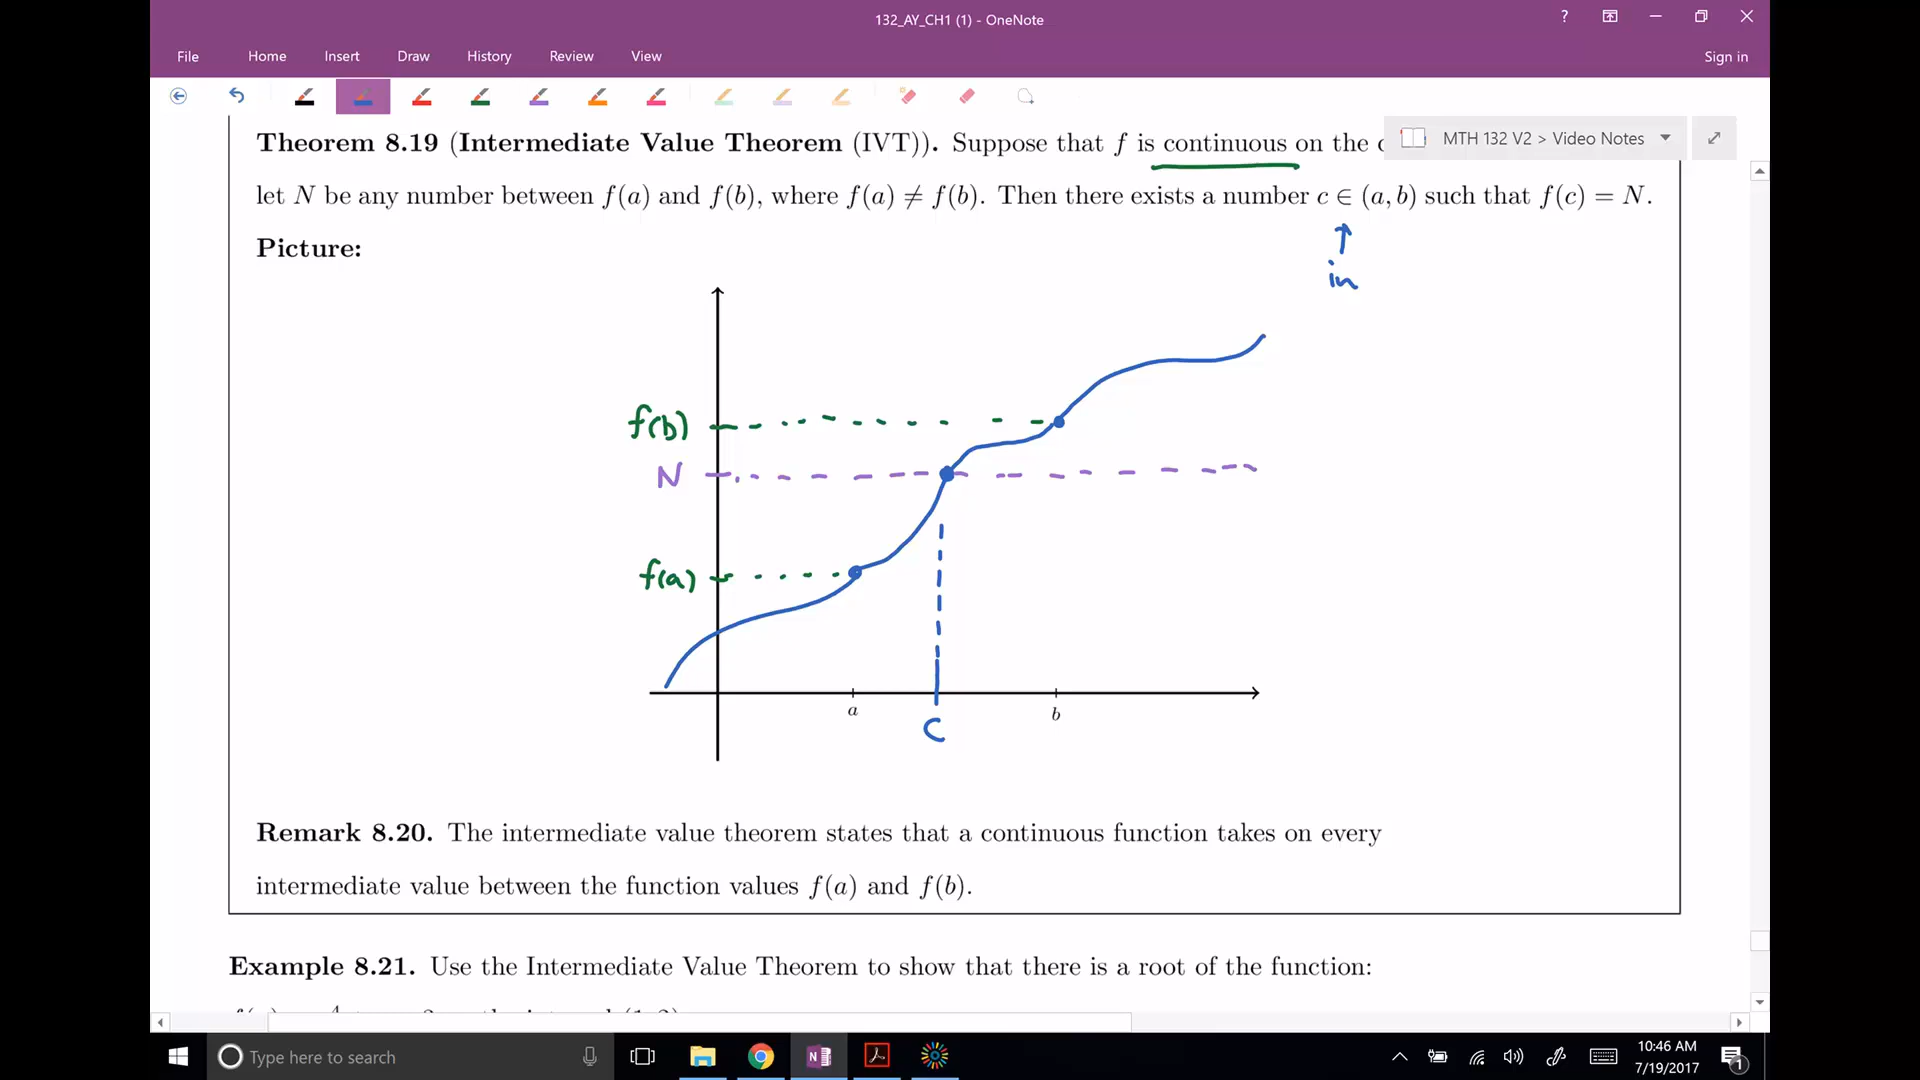 132_AY_CH1 (1) - OneNote
?
File Home Insert Draw History Review View Sign in
Theorem 8.19 (Intermediate Value Theorem (IVT)). Suppose that f is continuous on the
MTH 132 V2 > Video Notes
let N be any number between f(a) and f(b), where f(a) ≠ f(b). Then there exists a number c ∈ (a, b) such that f(c) = N.
Picture:
in
f(b)
N
f(a)
a
b
C
Remark 8.20. The intermediate value theorem states that a continuous function takes on every
intermediate value between the function values f(a) and f(b).
Example 8.21. Use the Intermediate Value Theorem to show that there is a root of the function:
Type here to search
10:46 AM
7/19/2017
1